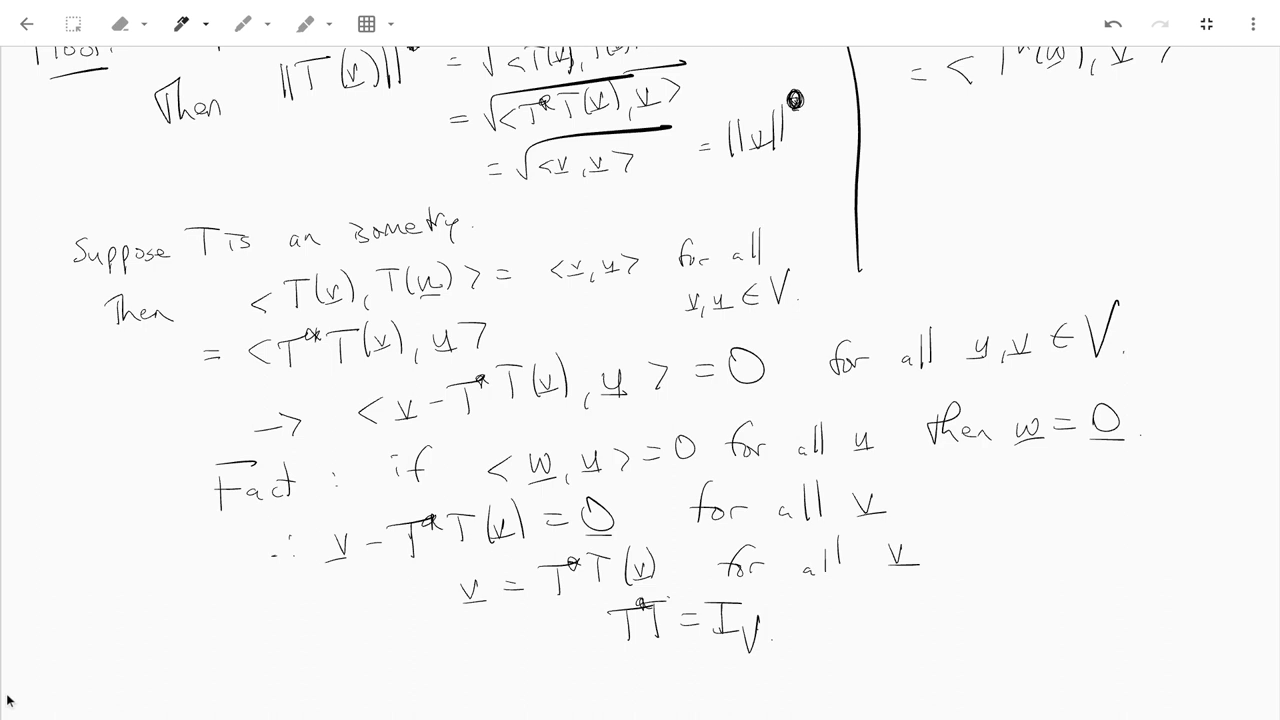 Proof:
Then ||T(v)|| = √<T(v), T(v)>
= √<T*T(v), v>
= √<v, v> = ||v||
= < T*(w), v >
Suppose T is an isometry.
Then < T(v), T(u) > = <v, u> for all v, u ∈ V.
= <T*T(v), u>
→ < v - T*T(v), u > = 0 for all u, v ∈ V.
Fact : if < w, u > = 0 for all u then w = 0.
∴ v - T*T(v) = 0 for all v
v = T*T(v) for all v
T*T = I_V.